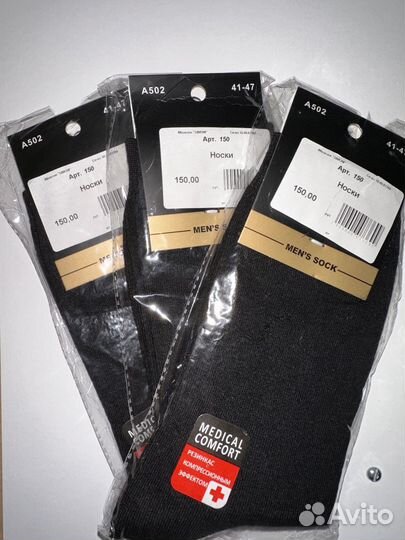 A502
41-47
Арт. 150
Носки
150,00
MEN'S
A502
41-47
Арт. 150
Носки
150,00
MEN'S SOCK
A502
41-47
Арт. 150
Носки
150,00
MEN'S SOCK
MEDICAL
COMFORT
РЕЗИНКА С
КОМПРЕССИОННЫМ
ЭФФЕКТОМ
Avito